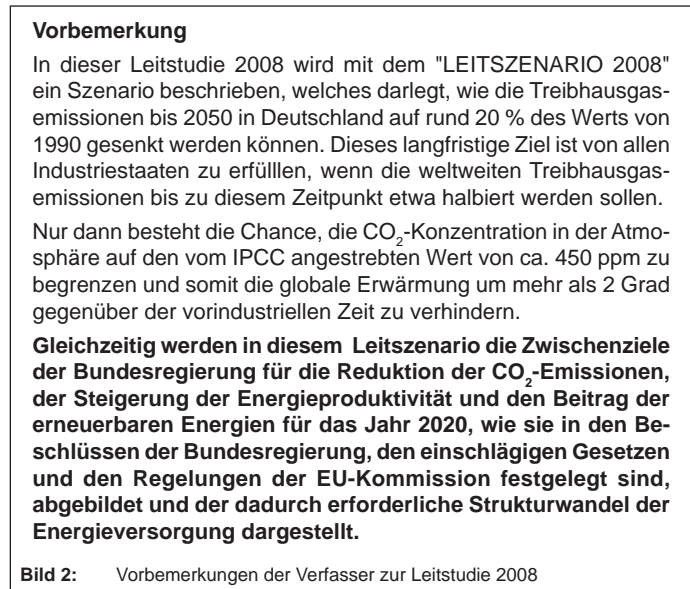 Vorbemerkung
In dieser Leitstudie 2008 wird mit dem "LEITSZENARIO 2008"
ein Szenario beschrieben, welches darlegt, wie die Treibhausgas-
emissionen bis 2050 in Deutschland auf rund 20 % des Werts von
1990 gesenkt werden können. Dieses langfristige Ziel ist von allen
Industriestaaten zu erfülllen, wenn die weltweiten Treibhausgas-
emissionen bis zu diesem Zeitpunkt etwa halbiert werden sollen.
Nur dann besteht die Chance, die CO₂-Konzentration in der Atmo-
sphäre auf den vom IPCC angestrebten Wert von ca. 450 ppm zu
begrenzen und somit die globale Erwärmung um mehr als 2 Grad
gegenüber der vorindustriellen Zeit zu verhindern.
Gleichzeitig werden in diesem Leitszenario die Zwischenziele
der Bundesregierung für die Reduktion der CO₂-Emissionen,
der Steigerung der Energieproduktivität und den Beitrag der
erneuerbaren Energien für das Jahr 2020, wie sie in den Be-
schlüssen der Bundesregierung, den einschlägigen Gesetzen
und den Regelungen der EU-Kommission festgelegt sind,
abgebildet und der dadurch erforderliche Strukturwandel der
Energieversorgung dargestellt.
Bild 2: Vorbemerkungen der Verfasser zur Leitstudie 2008